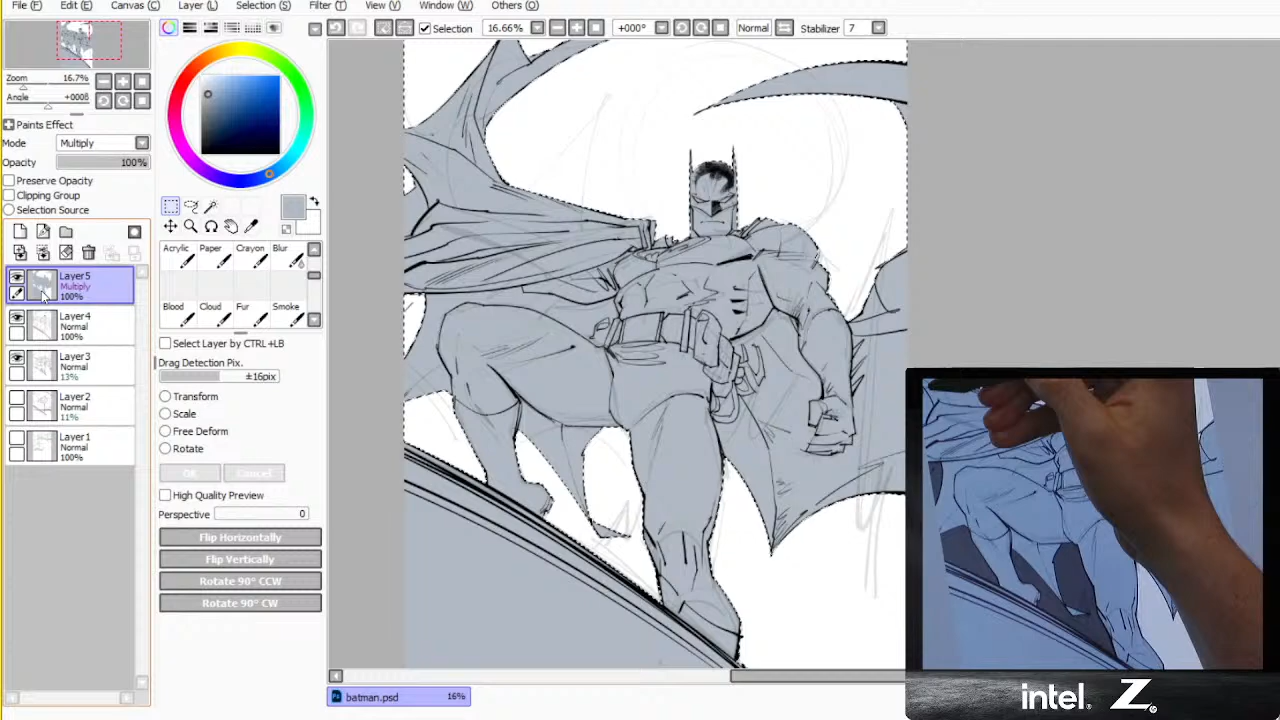 File (F) Edit (E) Canvas (C) Layer (L) Selection (S) Filter (T) View (V) Window (W) Others (O)
Selection 16.66% +000° Normal Stabilizer 7
Zoom 16.7%
Angle
Paints Effect
Mode Multiply
Opacity 100%
Preserve Opacity
Clipping Group
Selection Source
Layer5
Multiply
100%
Layer4
Normal
100%
Layer3
Normal
13%
Layer2
Normal
11%
Layer1
Normal
100%
Acrylic Paper Crayon Blur
Blood Cloud Fur Smoke
Select Layer by CTRL +LB
Drag Detection Pix.
±16pix
Transform
Scale
Free Deform
Rotate
OK Cancel
High Quality Preview
Perspective 0
Flip Horizontally
Flip Vertically
Rotate 90° CCW
Rotate 90° CW
batman.psd 16%
intel. Z